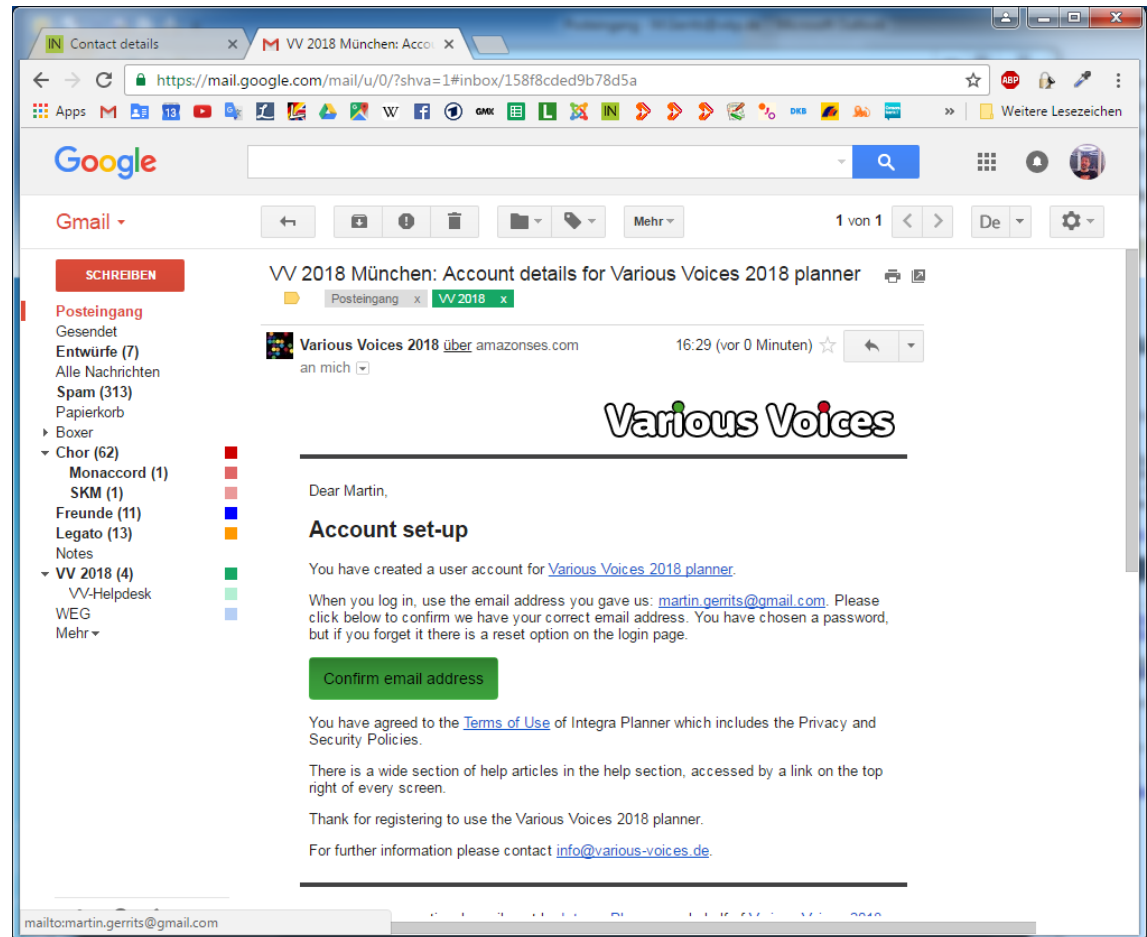 Contact details
VV 2018 München: Accou
https://mail.google.com/mail/u/0/?shva=1#inbox/158f8cded9b78d5a
ABP
Apps
13
W
GMX
L
IN
DKB
»
Weitere Lesezeichen
Google
Gmail
Mehr
1 von 1
De
SCHREIBEN
Posteingang
Gesendet
Entwürfe (7)
Alle Nachrichten
Spam (313)
Papierkorb
Boxer
Chor (62)
Monaccord (1)
SKM (1)
Freunde (11)
Legato (13)
Notes
VV 2018 (4)
VV-Helpdesk
WEG
Mehr
VV 2018 München: Account details for Various Voices 2018 planner
Posteingang x VV 2018 x
Various Voices 2018 über amazonses.com 16:29 (vor 0 Minuten)
an mich
Various Voices
Dear Martin,
Account set-up
You have created a user account for Various Voices 2018 planner.
When you log in, use the email address you gave us: martin.gerrits@gmail.com. Please
click below to confirm we have your correct email address. You have chosen a password,
but if you forget it there is a reset option on the login page.
Confirm email address
You have agreed to the Terms of Use of Integra Planner which includes the Privacy and
Security Policies.
There is a wide section of help articles in the help section, accessed by a link on the top
right of every screen.
Thank for registering to use the Various Voices 2018 planner.
For further information please contact info@various-voices.de.
mailto:martin.gerrits@gmail.com